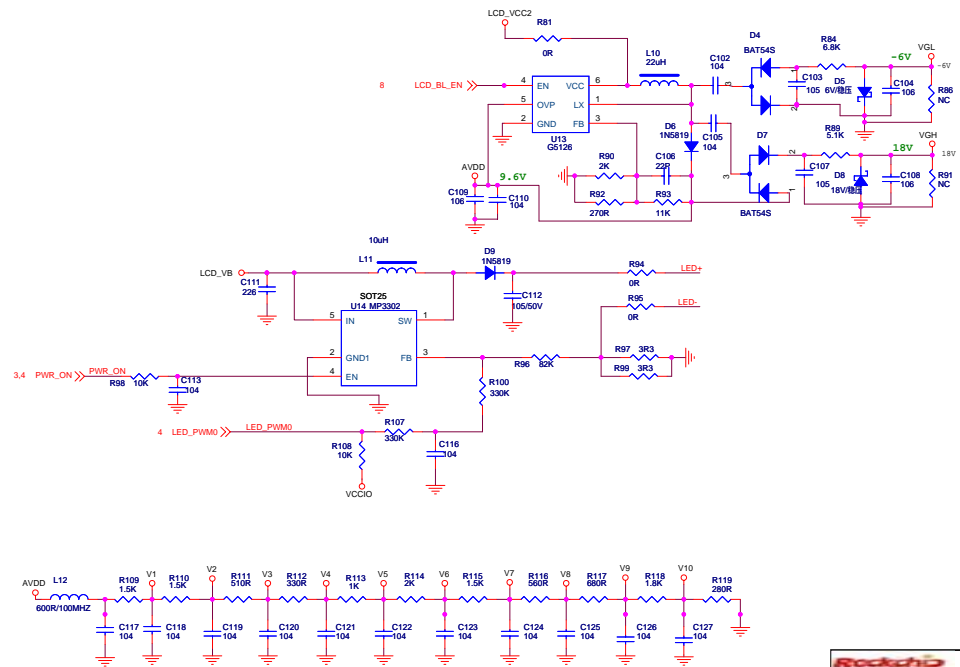 LCD_VCC2
R81
0R
L10
22uH
C102
104
D4
BAT54S
R84
6.8K
-6V
VGL
-6V
8 LCD_BL_EN
4 EN VCC 6
5 OVP LX 1
2 GND FB 3
U13
G5126
3
1
2
C103
105
D5
6V/稳压
C104
106
R86
NC
D6
1N5819
C105
104
D7
R89
5.1K
18V
VGH
18V
AVDD
9.6V
R90
2K
C106
22P
3
2
1
C107
105
D8
18V/稳压
C108
106
R91
NC
C109
106
C110
104
R92
270R
R93
11K
BAT54S
10uH
L11
D9
1N5819
LCD_VB
C111
226
R94
0R
LED+
SOT25
U14 MP3302
C112
105/50V
R95
0R
LED-
5 IN SW 1
2 GND1 FB 3
4 EN
R96
82K
R97 3R3
R99 3R3
3,4 PWR_ON
PWR_ON
R98 10K
C113
104
R100
330K
4 LED_PWM0
LED_PWM0
R107
330K
R108
10K
C116
104
VCCIO
AVDD
L12
600R/100MHZ
R109
1.5K
V1
R110
1.5K
V2
R111
510R
V3
R112
330R
V4
R113
1K
V5
R114
2K
V6
R115
1.5K
V7
R116
560R
V8
R117
680R
V9
R118
1.8K
V10
R119
280R
C117
104
C118
104
C119
104
C120
104
C121
104
C122
104
C123
104
C124
104
C125
104
C126
104
C127
104
Rockchip